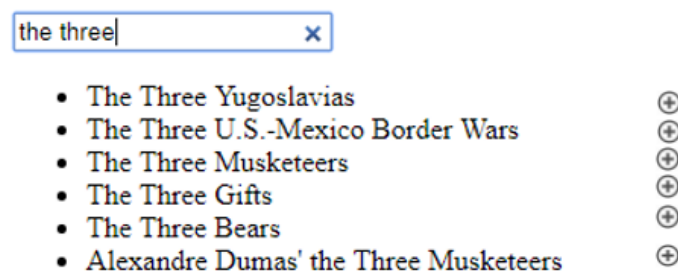 the three
The Three Yugoslavias
The Three U.S.-Mexico Border Wars
The Three Musketeers
The Three Gifts
The Three Bears
Alexandre Dumas' the Three Musketeers